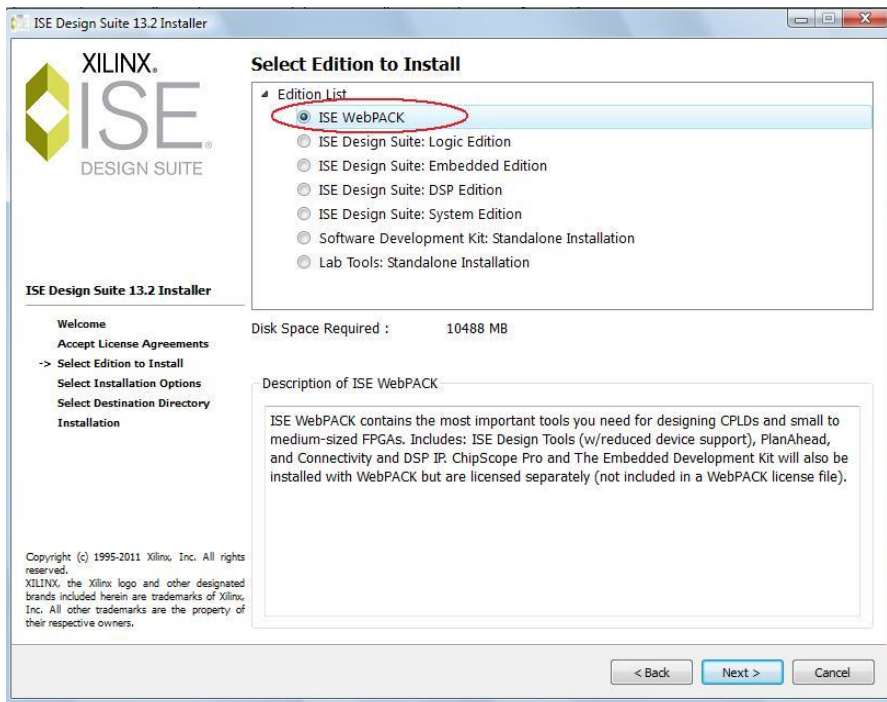 ISE Design Suite 13.2 Installer
XILINX®
ISE®
DESIGN SUITE
Select Edition to Install
Edition List
ISE WebPACK
ISE Design Suite: Logic Edition
ISE Design Suite: Embedded Edition
ISE Design Suite: DSP Edition
ISE Design Suite: System Edition
Software Development Kit: Standalone Installation
Lab Tools: Standalone Installation
ISE Design Suite 13.2 Installer
Welcome
Accept License Agreements
-> Select Edition to Install
Select Installation Options
Select Destination Directory
Installation
Disk Space Required : 10488 MB
Description of ISE WebPACK
ISE WebPACK contains the most important tools you need for designing CPLDs and small to
medium-sized FPGAs. Includes: ISE Design Tools (w/reduced device support), PlanAhead,
and Connectivity and DSP IP. ChipScope Pro and The Embedded Development Kit will also be
installed with WebPACK but are licensed separately (not included in a WebPACK license file).
Copyright (c) 1995-2011 Xilinx, Inc. All rights
reserved.
XILINX, the Xilinx logo and other designated
brands included herein are trademarks of Xilinx,
Inc. All other trademarks are the property of
their respective owners.
< Back
Next >
Cancel